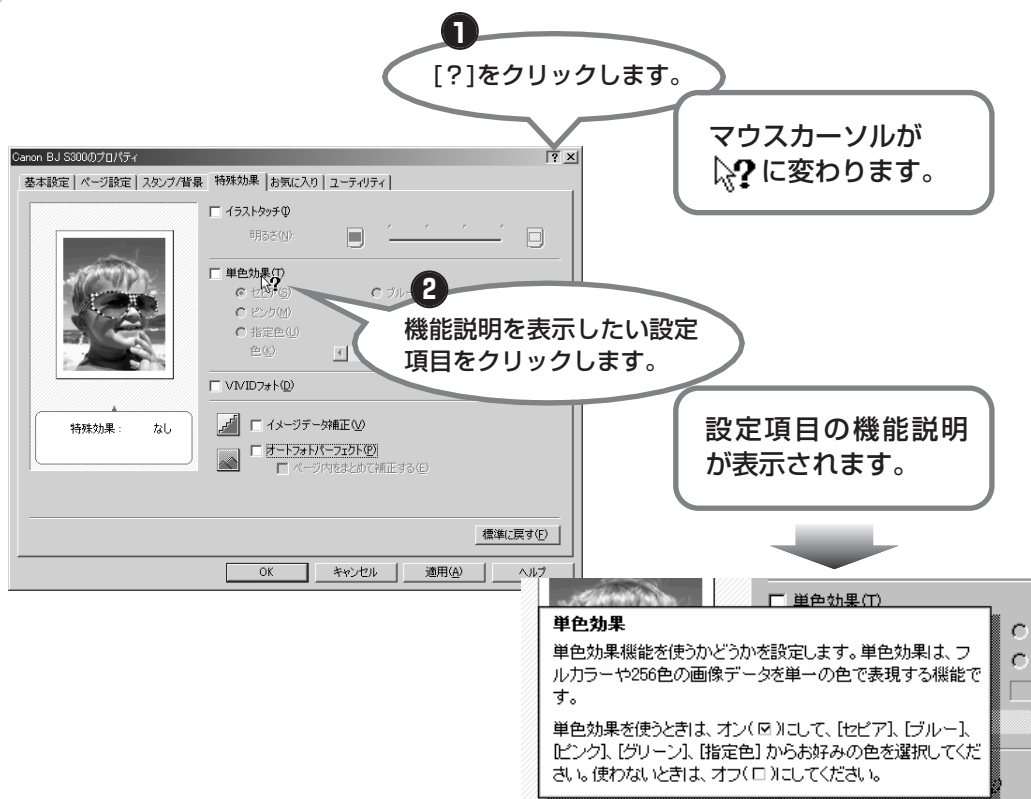 1
[?]をクリックします。
マウスカーソルが
?に変わります。
Canon BJ S300のプロパティ
? ×
基本設定 ページ設定 スタンプ/背景 特殊効果 お気に入り ユーティリティ
イラストタッチ(I)
明るさ(N):
単色効果(T)
セピア(S) ブルー
ピンク(M)
指定色(U)
色(K):
2
機能説明を表示したい設定
項目をクリックします。
VIVIDフォト(D)
特殊効果: なし
イメージデータ補正(V)
オートフォトパーフェクト(P)
ページ内をまとめて補正する(E)
標準に戻す(F)
OK キャンセル 適用(A) ヘルプ
設定項目の機能説明
が表示されます。
単色効果(T)
単色効果
単色効果機能を使うかどうかを設定します。単色効果は、フ
ルカラーや256色の画像データを単一の色で表現する機能で
す。
単色効果を使うときは、オン(☑)にして、[セピア]、[ブルー]、
[ピンク]、[グリーン]、[指定色] からお好みの色を選択してくだ
さい。使わないときは、オフ(□)にしてください。